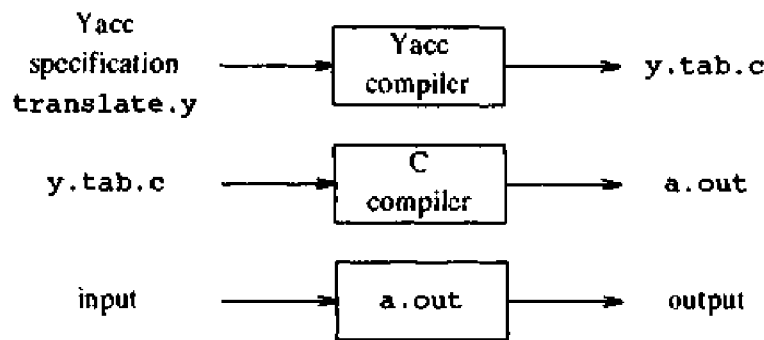 Yacc
specification
translate.y
Yacc
compiler
y.tab.c
y.tab.c
C
compiler
a.out
input
a.out
output